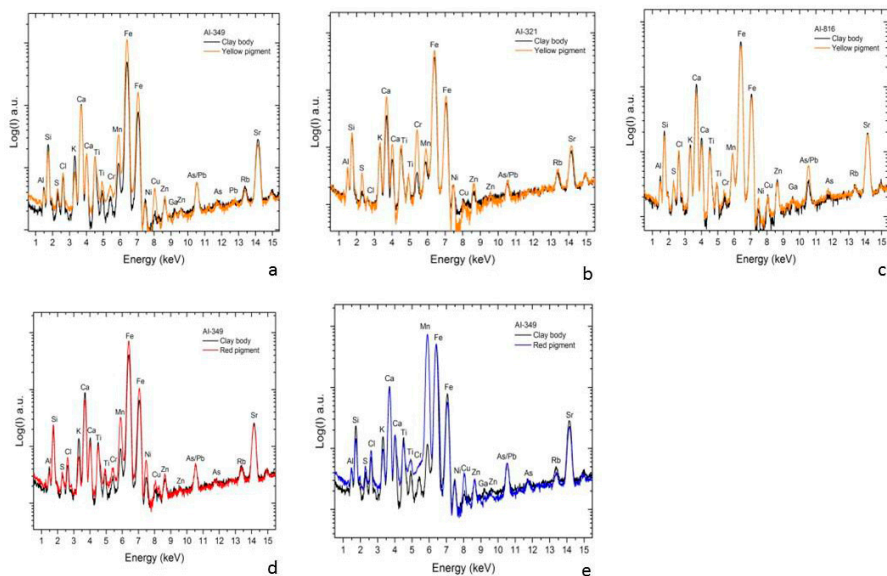 AI-349
Clay body
Yellow pigment
Log(I) a.u.
Al
Si
S
Cl
K
Ca
Ca
Ti
Ti
Cr
Mn
Fe
Fe
Ni
Cu
Zn
Ga
Zn
As/Pb
As
Pb
Rb
Sr
1 2 3 4 5 6 7 8 9 10 11 12 13 14 15
Energy (keV)
a
AI-321
Clay body
Yellow pigment
Log(I) a.u.
Al
Si
S
Cl
K
Ca
Ca
Ti
Ti
Cr
Mn
Fe
Fe
Ni
Cu
Zn
Zn
As/Pb
As
Rb
Sr
1 2 3 4 5 6 7 8 9 10 11 12 13 14 15
Energy (keV)
b
AI-816
Clay body
Yellow pigment
Log(I) a.u.
Al
Si
S
Cl
K
Ca
Ca
Ti
Ti
Cr
Mn
Fe
Fe
Ni
Cu
Zn
Ga
As/Pb
As
Rb
Sr
1 2 3 4 5 6 7 8 9 10 11 12 13 14 15
Energy (keV)
c
AI-349
Clay body
Red pigment
Log(I) a.u.
Al
Si
S
Cl
K
Ca
Ca
Ti
Ti
Cr
Mn
Fe
Fe
Ni
Cu
Zn
Zn
As/Pb
As
Rb
Sr
1 2 3 4 5 6 7 8 9 10 11 12 13 14 15
Energy (keV)
d
AI-349
Clay body
Red pigment
Log(I) a.u.
Al
Si
S
Cl
K
Ca
Ca
Ti
Ti
Cr
Mn
Fe
Fe
Ni
Cu
Zn
Ga
Zn
As/Pb
As
Rb
Sr
1 2 3 4 5 6 7 8 9 10 11 12 13 14 15
Energy (keV)
e